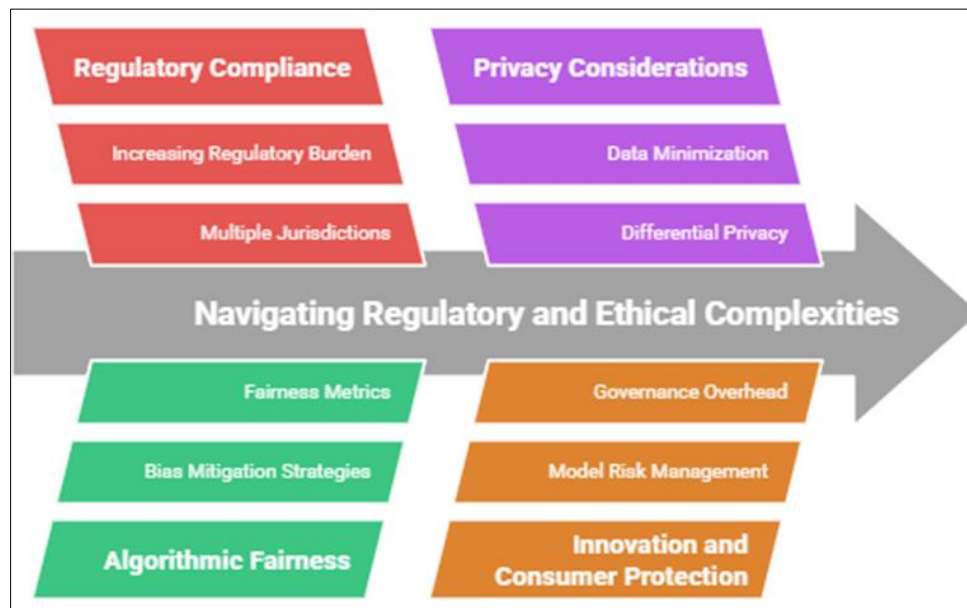 Regulatory Compliance
Increasing Regulatory Burden
Multiple Jurisdictions
Privacy Considerations
Data Minimization
Differential Privacy
Navigating Regulatory and Ethical Complexities
Fairness Metrics
Bias Mitigation Strategies
Algorithmic Fairness
Governance Overhead
Model Risk Management
Innovation and
Consumer Protection